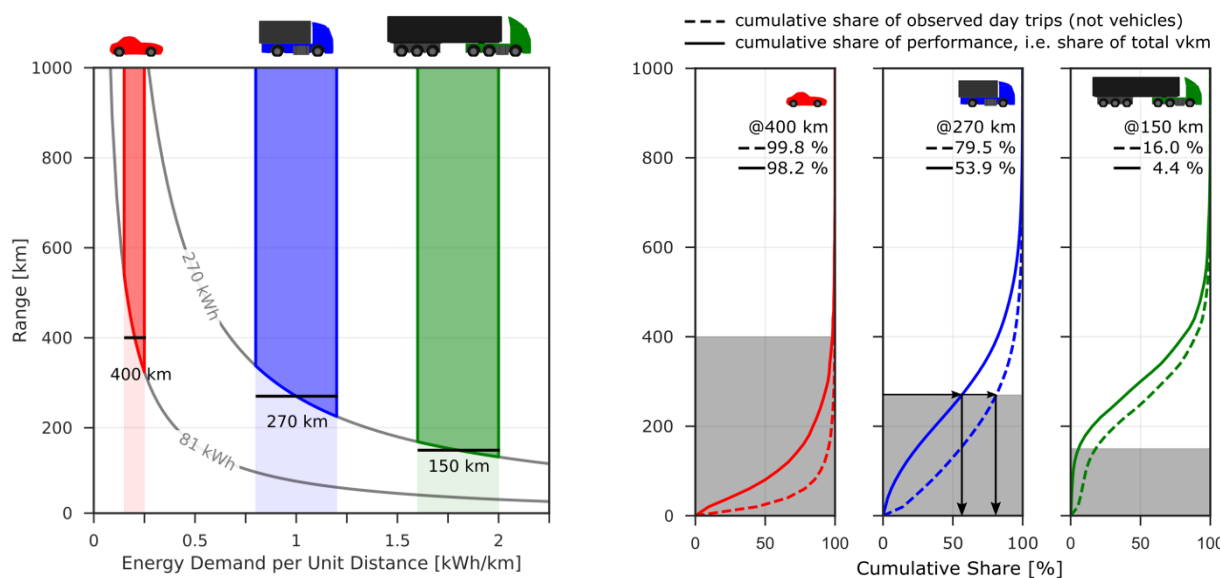 1000
800
600
400
200
0
Range [km]
270 kWh
81 kWh
400 km
270 km
150 km
0
0.5
1
1.5
2
Energy Demand per Unit Distance [kWh/km]
cumulative share of observed day trips (not vehicles)
cumulative share of performance, i.e. share of total vkm
1000
800
600
400
200
0
@400 km
99.8 %
98.2 %
@270 km
79.5 %
53.9 %
@150 km
16.0 %
4.4 %
0
50
100
0
50
100
0
50
100
Cumulative Share [%]